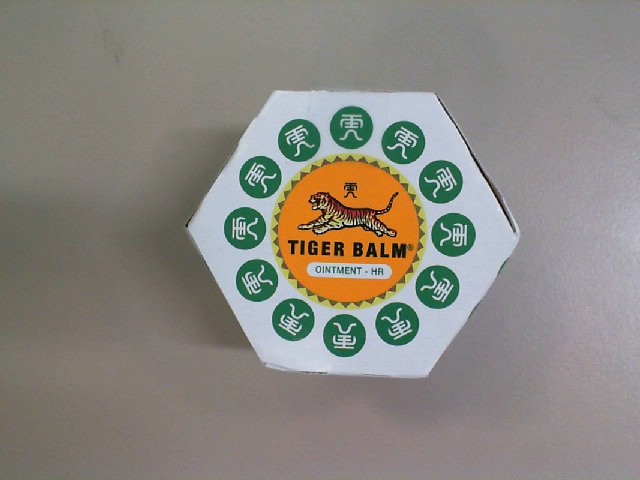 TIGER BALM®
OINTMENT - HR